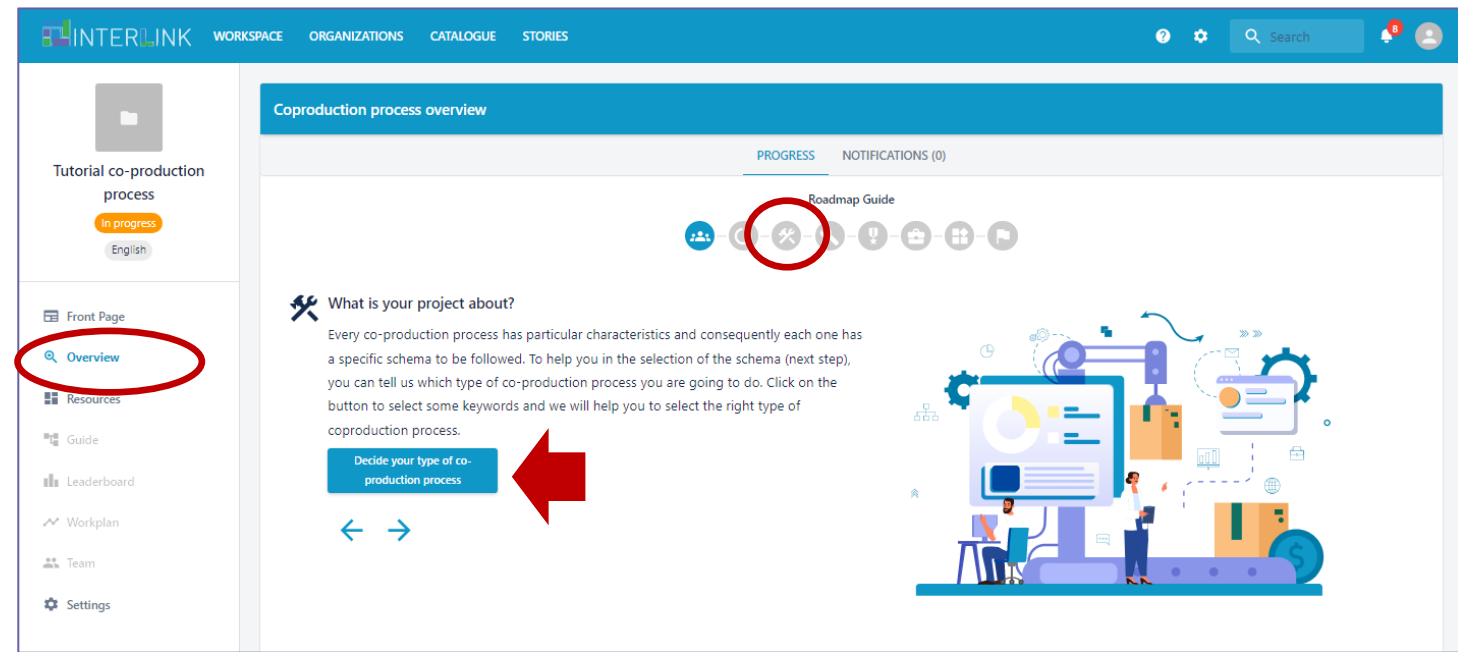 INTERLINK WORKSPACE ORGANIZATIONS CATALOGUE STORIES Search 8
Tutorial co-production
process
In progress
English
Front Page
Overview
Resources
Guide
Leaderboard
Workplan
Team
Settings
Coproduction process overview
PROGRESS NOTIFICATIONS (0)
Roadmap Guide
What is your project about?
Every co-production process has particular characteristics and consequently each one has
a specific schema to be followed. To help you in the selection of the schema (next step),
you can tell us which type of co-production process you are going to do. Click on the
button to select some keywords and we will help you to select the right type of
coproduction process.
Decide your type of co-
production process